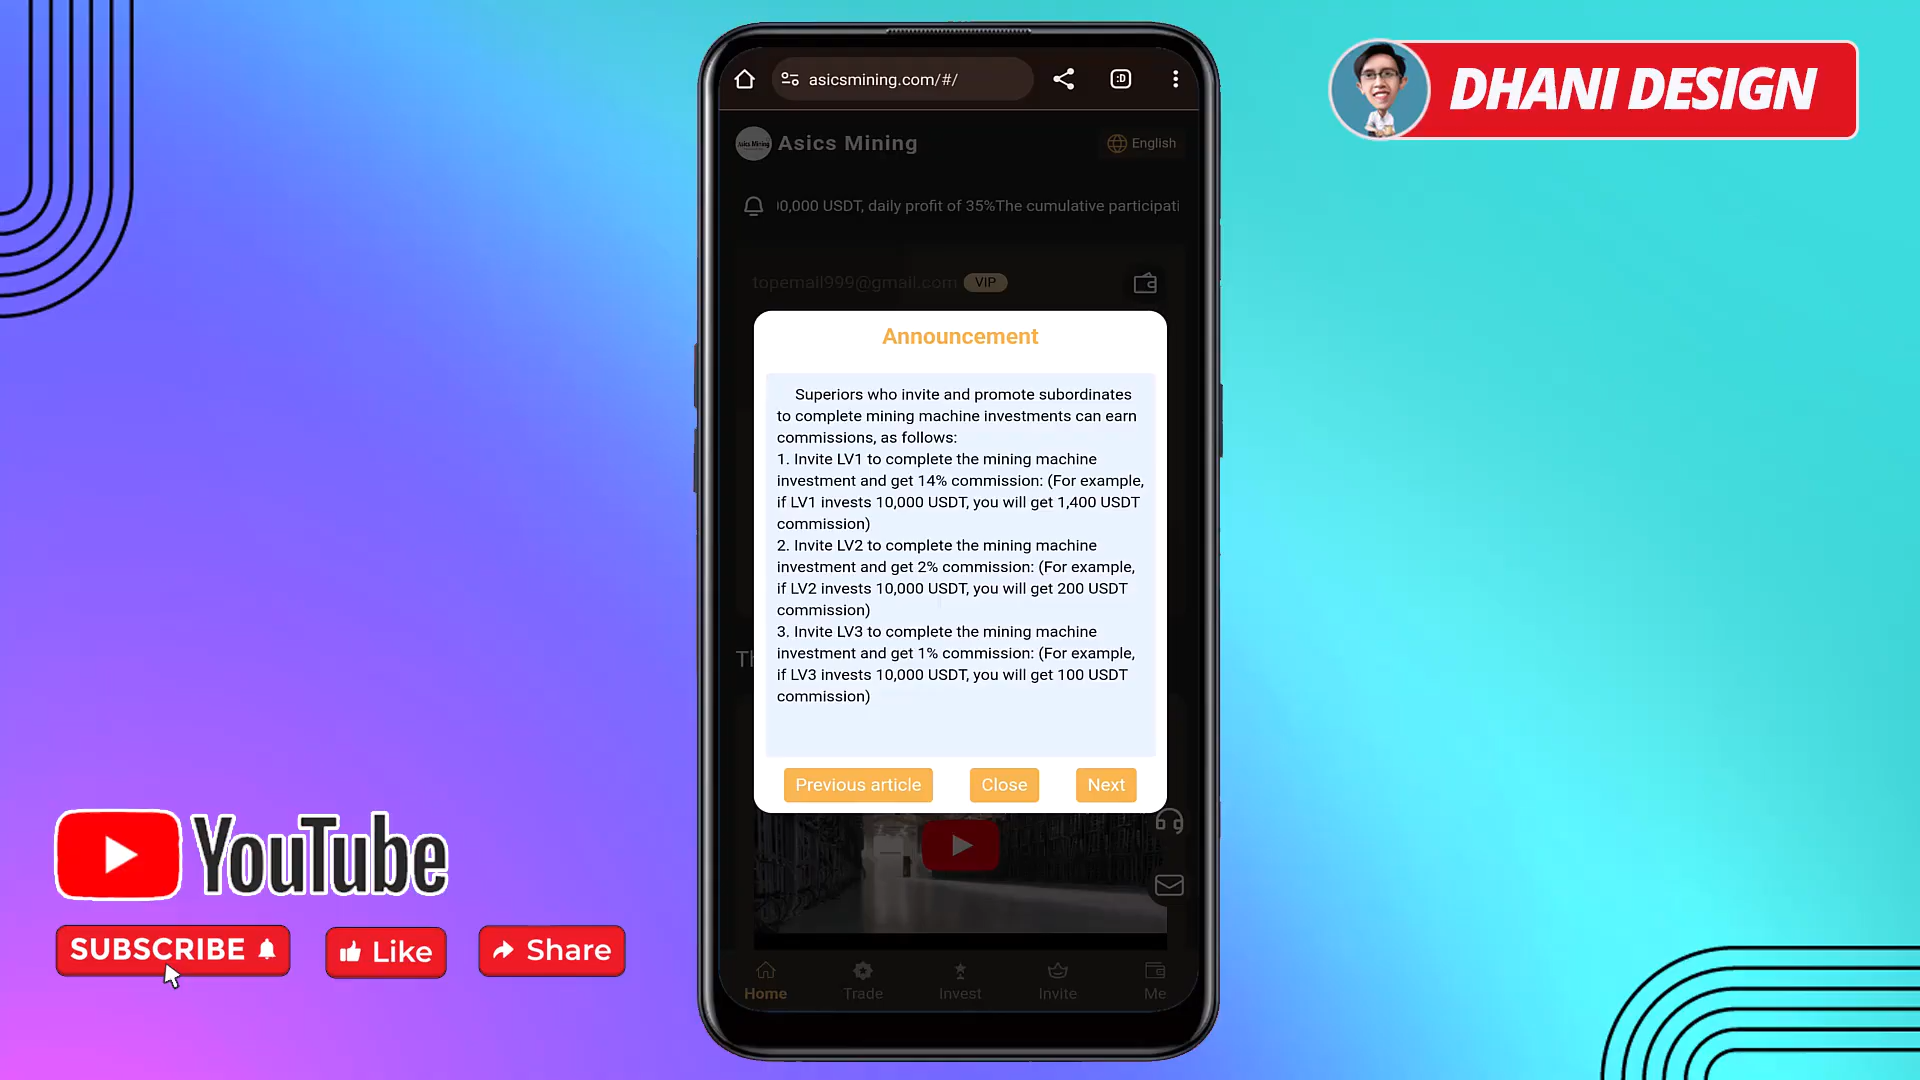 asicsmining.com/#/
DHANI DESIGN
Asics Mining
English
00,000 USDT, daily profit of 35%The cumulative participati
topemall999@gmail.com VIP
Announcement
Superiors who invite and promote subordinates
to complete mining machine investments can earn
commissions, as follows:
1. Invite LV1 to complete the mining machine
investment and get 14% commission: (For example,
if LV1 invests 10,000 USDT, you will get 1,400 USDT
commission)
2. Invite LV2 to complete the mining machine
investment and get 2% commission: (For example,
if LV2 invests 10,000 USDT, you will get 200 USDT
commission)
3. Invite LV3 to complete the mining machine
investment and get 1% commission: (For example,
if LV3 invests 10,000 USDT, you will get 100 USDT
commission)
Previous article Close Next
YouTube
SUBSCRIBE Like Share
Home Trade Invest Invite Me